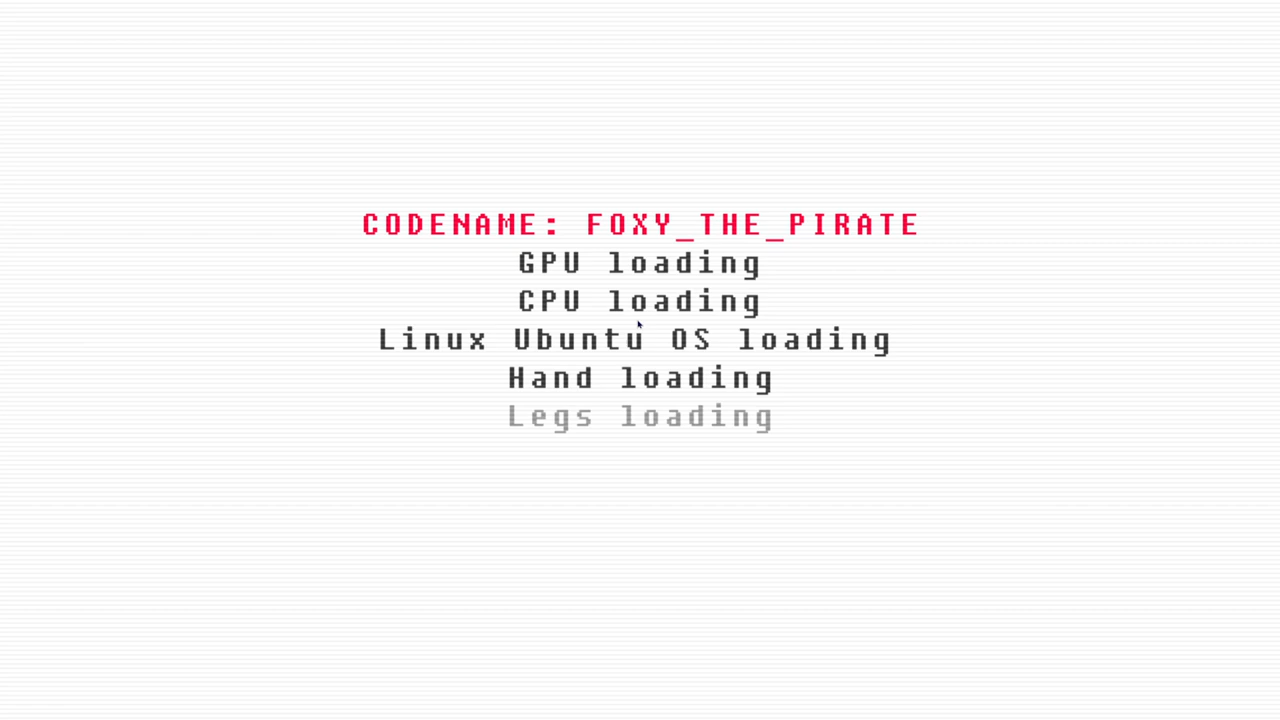 CODENAME: FOXY_THE_PIRATE
GPU loading
CPU loading
Linux Ubuntu OS loading
Hand loading
Legs loading